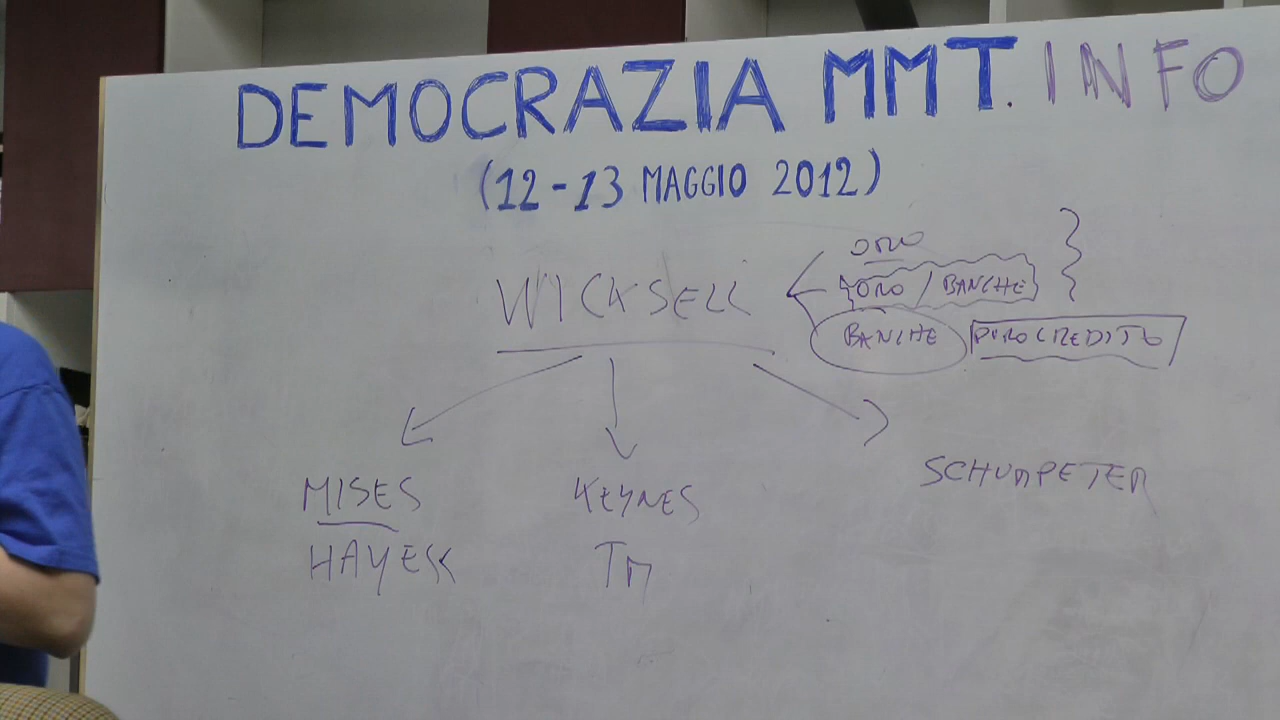 DEMOCRAZIA MMT.INFO
(12-13 MAGGIO 2012)
ORO
WICKSELL
ORO / BANCHE
BANCHE PURO CREDITO
MISES
KEYNES
SCHUMPETER
HAYEK
TM